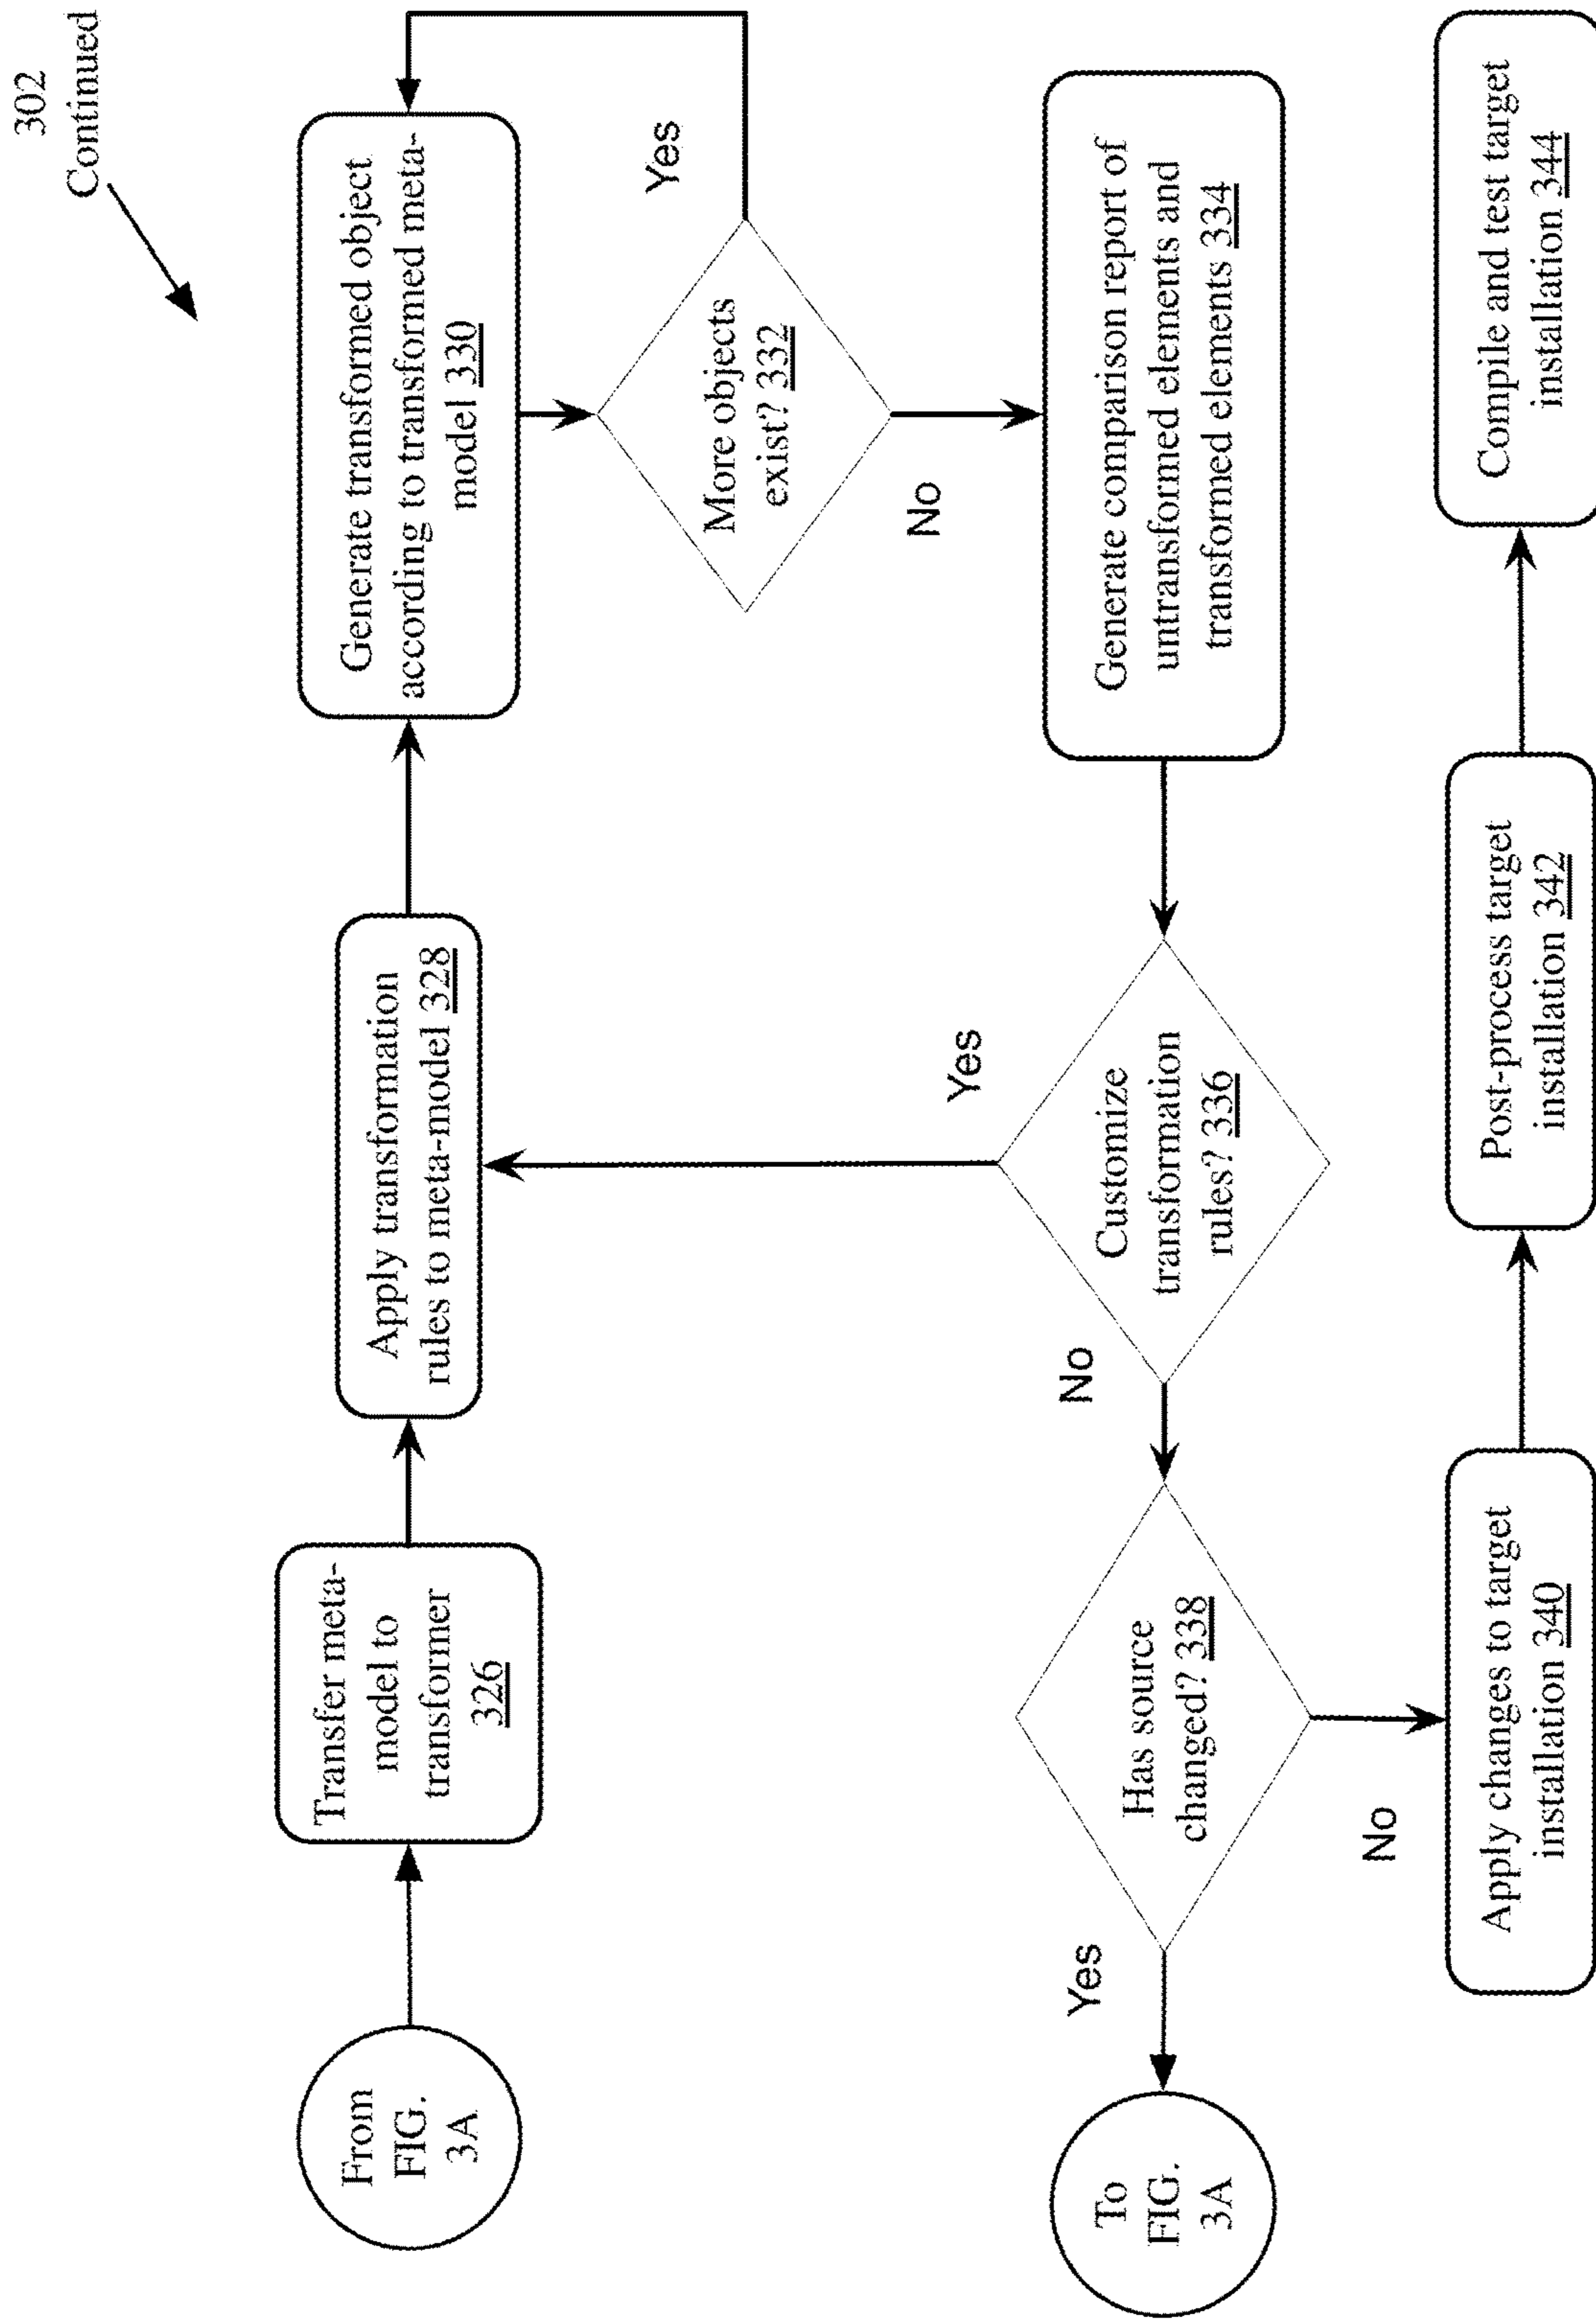 302
Continued
From
FIG.
3A
Transfer meta-
model to
transformer
326
Apply transformation
rules to meta-model 328
Generate transformed object
according to transformed meta-
model 330
More objects
exist? 332
Yes
No
Generate comparison report of
untransformed elements and
transformed elements 334
Customize
transformation
rules? 336
Yes
No
Has source
changed? 338
Yes
No
To
FIG.
3A
Apply changes to target
installation 340
Post-process target
installation 342
Compile and test target
installation 344